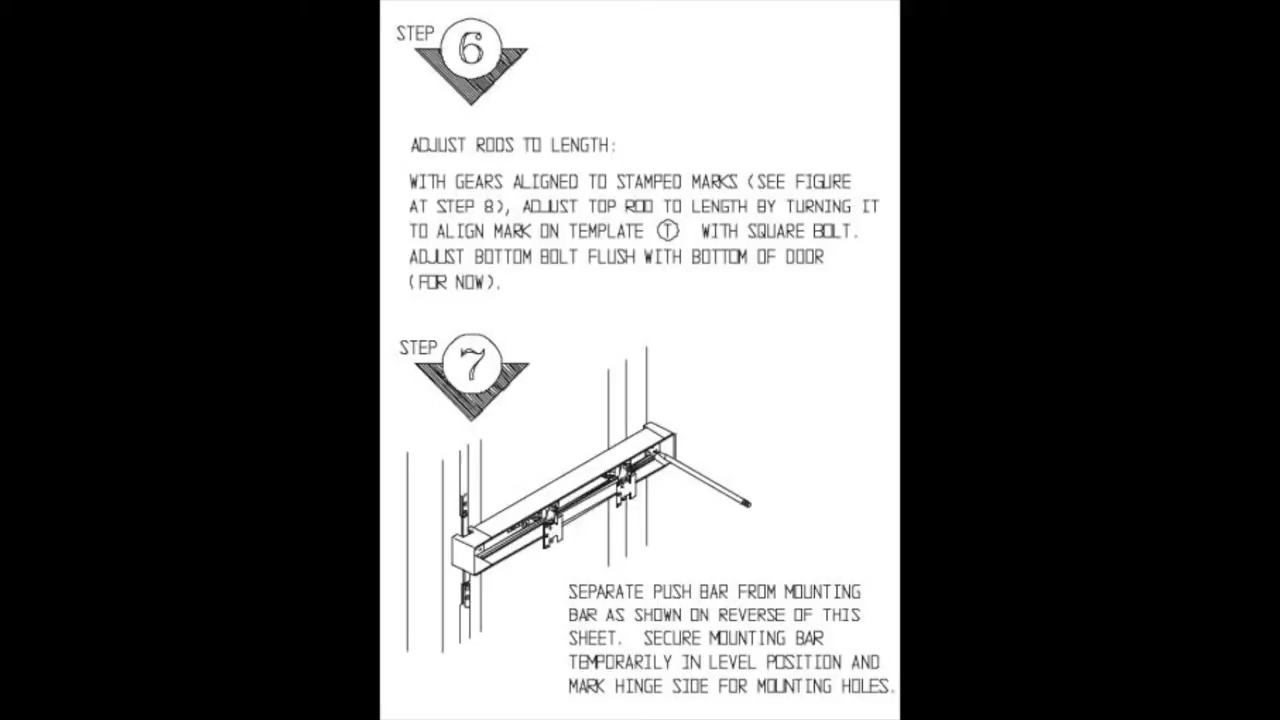 STEP 6
ADJUST RODS TO LENGTH:
WITH GEARS ALIGNED TO STAMPED MARKS (SEE FIGURE
AT STEP 8), ADJUST TOP ROD TO LENGTH BY TURNING IT
TO ALIGN MARK ON TEMPLATE T WITH SQUARE BOLT.
ADJUST BOTTOM BOLT FLUSH WITH BOTTOM OF DOOR
(FOR NOW).
STEP 7
SEPARATE PUSH BAR FROM MOUNTING
BAR AS SHOWN ON REVERSE OF THIS
SHEET. SECURE MOUNTING BAR
TEMPORARILY IN LEVEL POSITION AND
MARK HINGE SIDE FOR MOUNTING HOLES.